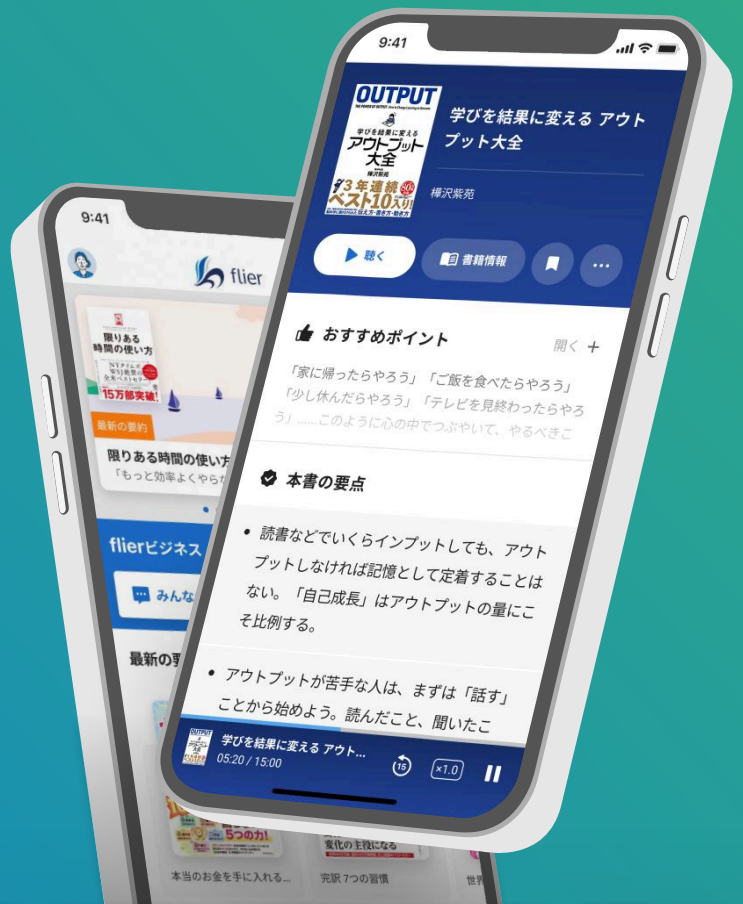 9:41
OUTPUT
学びを結果に変える
アウトプット
大全
樺沢紫苑
3年連続
ベスト10入り!
学びを結果に変える アウト
プット大全
樺沢紫苑
聴く
書籍情報
おすすめポイント
開く +
「家に帰ったらやろう」「ご飯を食べたらやろう」
「少し休んだらやろう」「テレビを見終わったらやろ
う」……このように心の中でつぶやいて、やるべきこ
本書の要点
• 読書などでいくらインプットしても、アウト
プットしなければ記憶として定着することは
ない。「自己成長」はアウトプットの量にこ
そ比例する。
• アウトプットが苦手な人は、まずは「話す」
ことから始めよう。読んだこと、聞いたこ
学びを結果に変える アウト...
05:20 / 15:00
15
×1.0
9:41
flier
限りある
時間の使い方
15万部突破!
最新の要約
限りある時間の使い方
「もっと効率よくやらな
flierビジネス
みんな
最新の要
5つの力!
変化の主役になる
本当のお金を手に入れる...
完訳 7つの習慣
世界